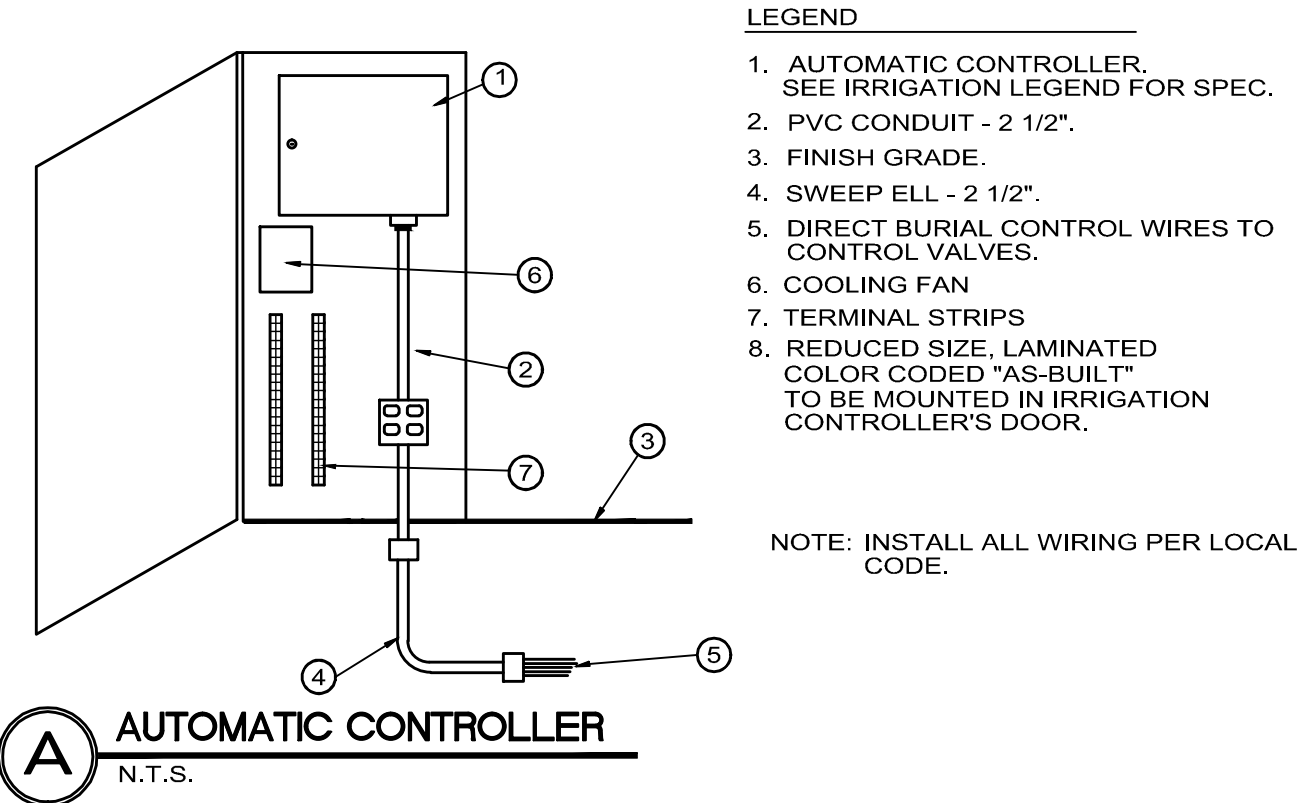 LEGEND
1. AUTOMATIC CONTROLLER.
SEE IRRIGATION LEGEND FOR SPEC.
2. PVC CONDUIT - 2 1/2".
3. FINISH GRADE.
4. SWEEP ELL - 2 1/2".
5. DIRECT BURIAL CONTROL WIRES TO
CONTROL VALVES.
6. COOLING FAN
7. TERMINAL STRIPS
8. REDUCED SIZE, LAMINATED
COLOR CODED "AS-BUILT"
TO BE MOUNTED IN IRRIGATION
CONTROLLER'S DOOR.
NOTE: INSTALL ALL WIRING PER LOCAL
CODE.
1
6
2
3
7
5
4
A
AUTOMATIC CONTROLLER
N.T.S.